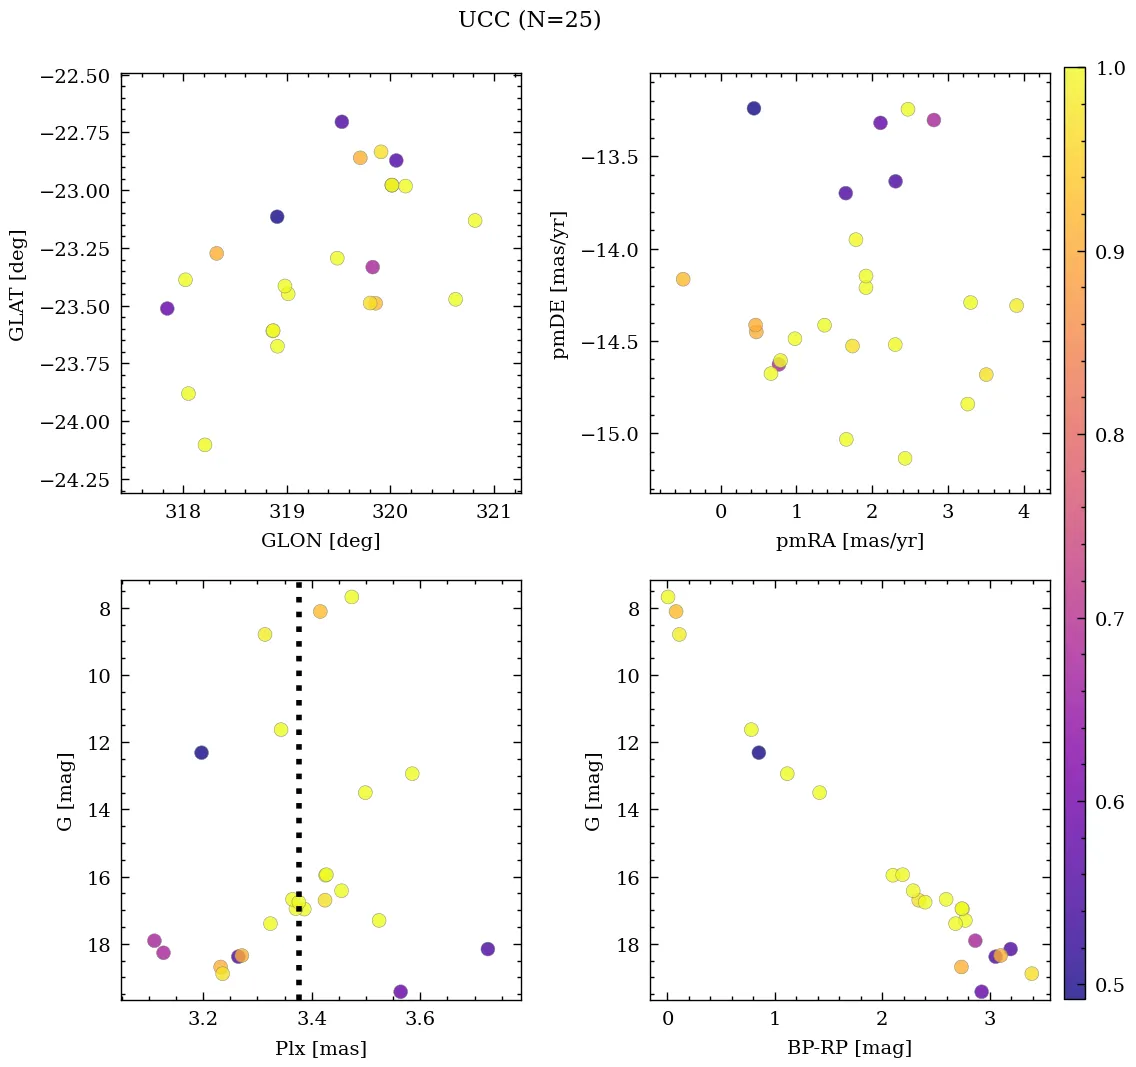 UCC (N=25)
−22.50
−22.75
−23.00
−23.25
−23.50
−23.75
−24.00
−24.25
GLAT [deg]
318 319 320 321
GLON [deg]
−13.5
−14.0
−14.5
−15.0
pmDE [mas/yr]
0 1 2 3 4
pmRA [mas/yr]
8
10
12
14
16
18
G [mag]
3.2 3.4 3.6
Plx [mas]
8
10
12
14
16
18
G [mag]
0 1 2 3
BP-RP [mag]
1.0
0.9
0.8
0.7
0.6
0.5